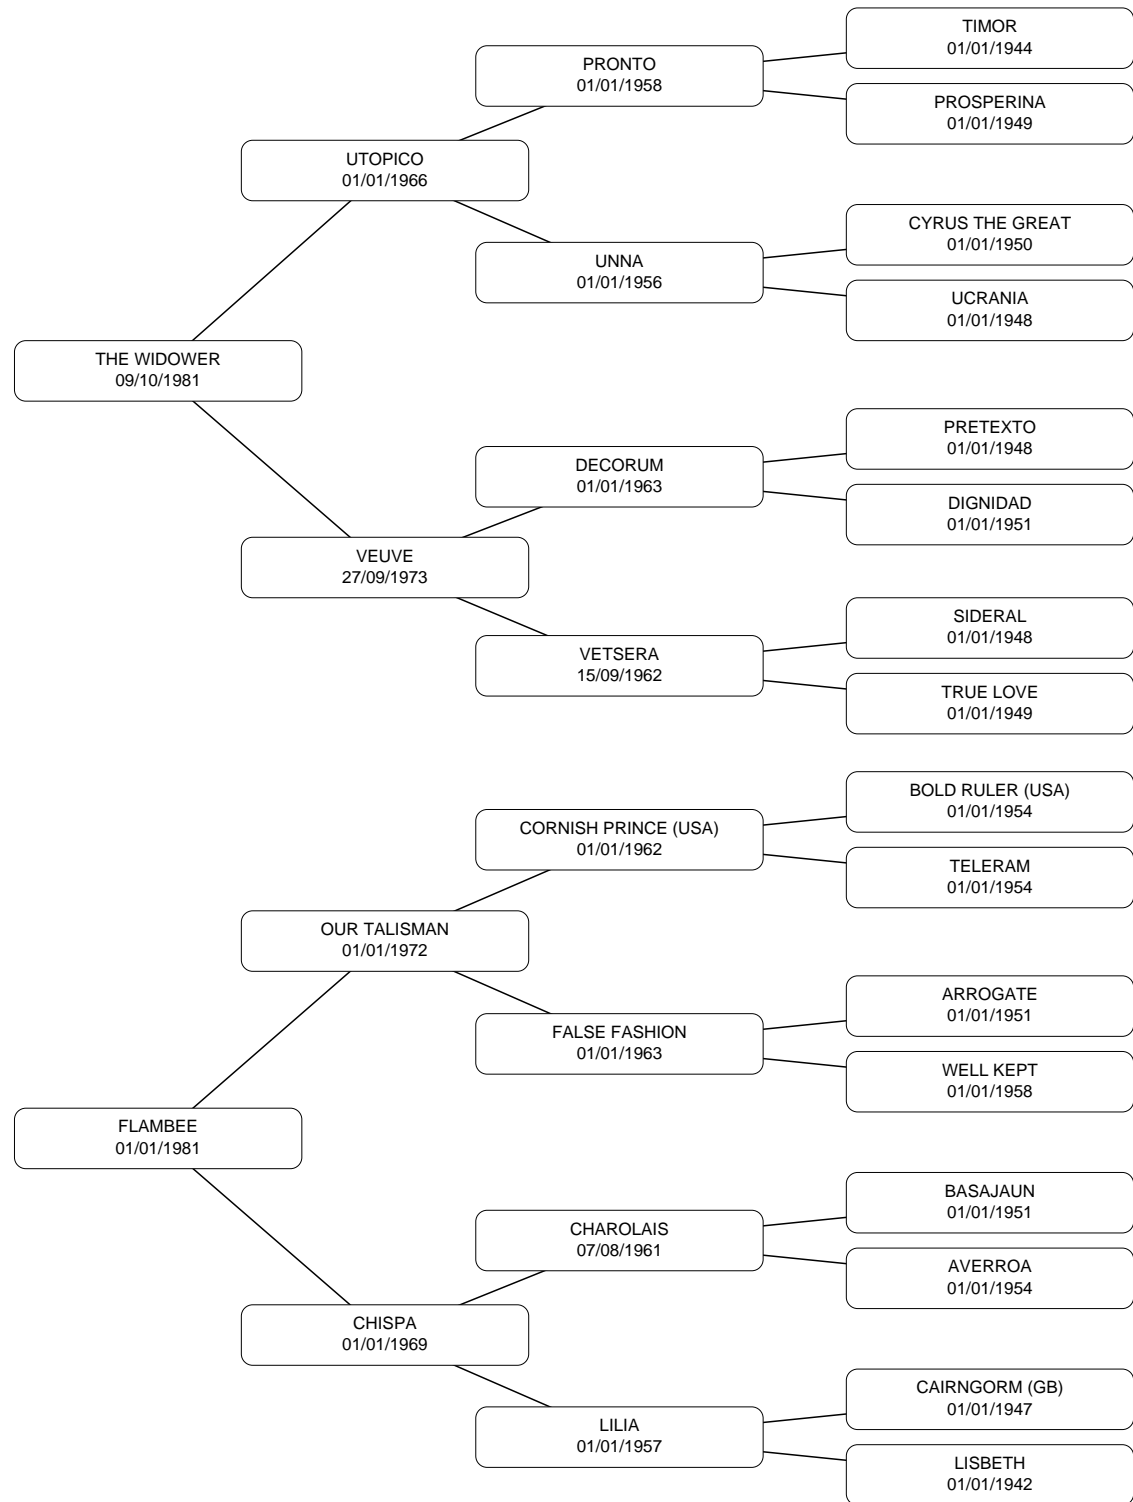 TIMOR
01/01/1944
PRONTO
01/01/1958
PROSPERINA
01/01/1949
UTOPICO
01/01/1966
CYRUS THE GREAT
01/01/1950
UNNA
01/01/1956
UCRANIA
01/01/1948
THE WIDOWER
09/10/1981
PRETEXTO
01/01/1948
DECORUM
01/01/1963
DIGNIDAD
01/01/1951
VEUVE
27/09/1973
SIDERAL
01/01/1948
VETSERA
15/09/1962
TRUE LOVE
01/01/1949
BOLD RULER (USA)
01/01/1954
CORNISH PRINCE (USA)
01/01/1962
TELERAM
01/01/1954
OUR TALISMAN
01/01/1972
ARROGATE
01/01/1951
FALSE FASHION
01/01/1963
WELL KEPT
01/01/1958
FLAMBEE
01/01/1981
BASAJAUN
01/01/1951
CHAROLAIS
07/08/1961
AVERROA
01/01/1954
CHISPA
01/01/1969
CAIRNGORM (GB)
01/01/1947
LILIA
01/01/1957
LISBETH
01/01/1942